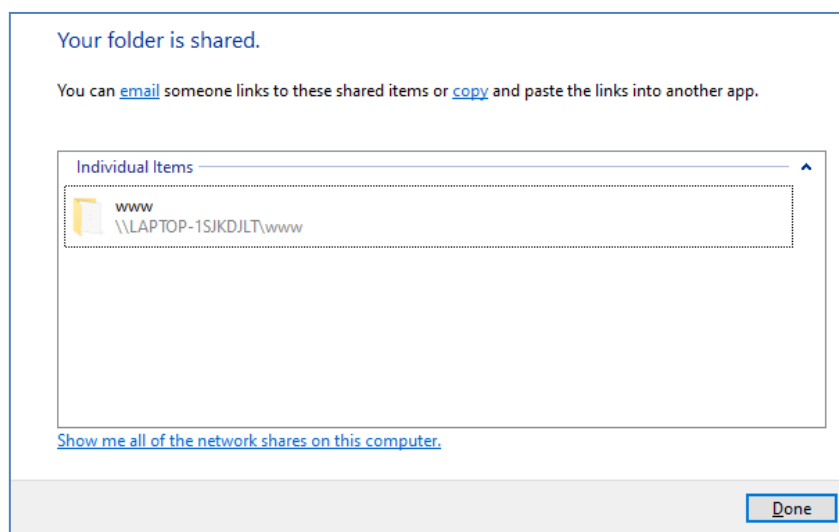 Your folder is shared.
You can email someone links to these shared items or copy and paste the links into another app.
Individual Items
www
\\LAPTOP-1SJKDJLT\www
Show me all of the network shares on this computer.
Done